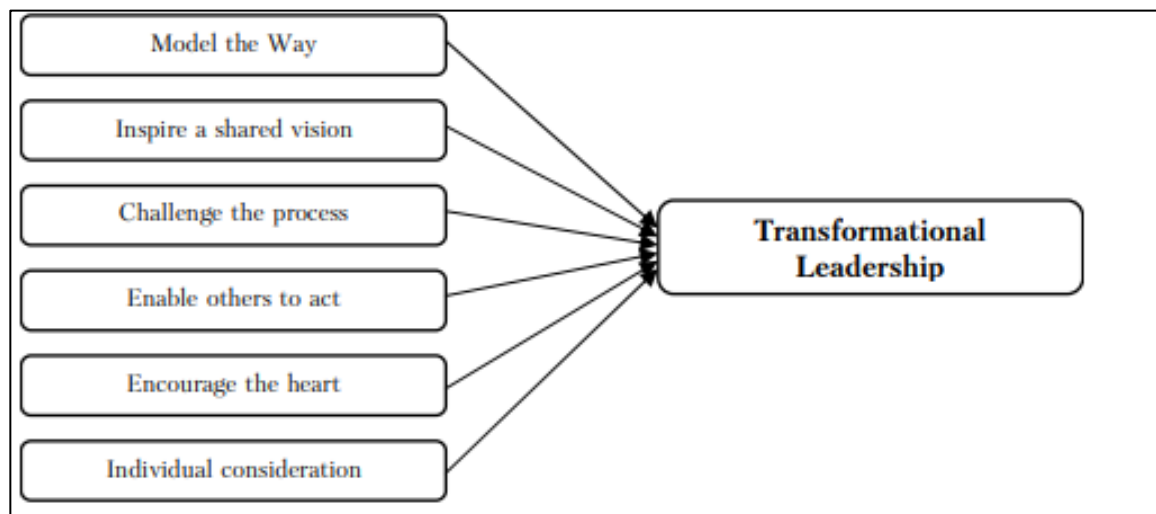 Model the Way
Inspire a shared vision
Challenge the process
Enable others to act
Encourage the heart
Individual consideration
Transformational
Leadership